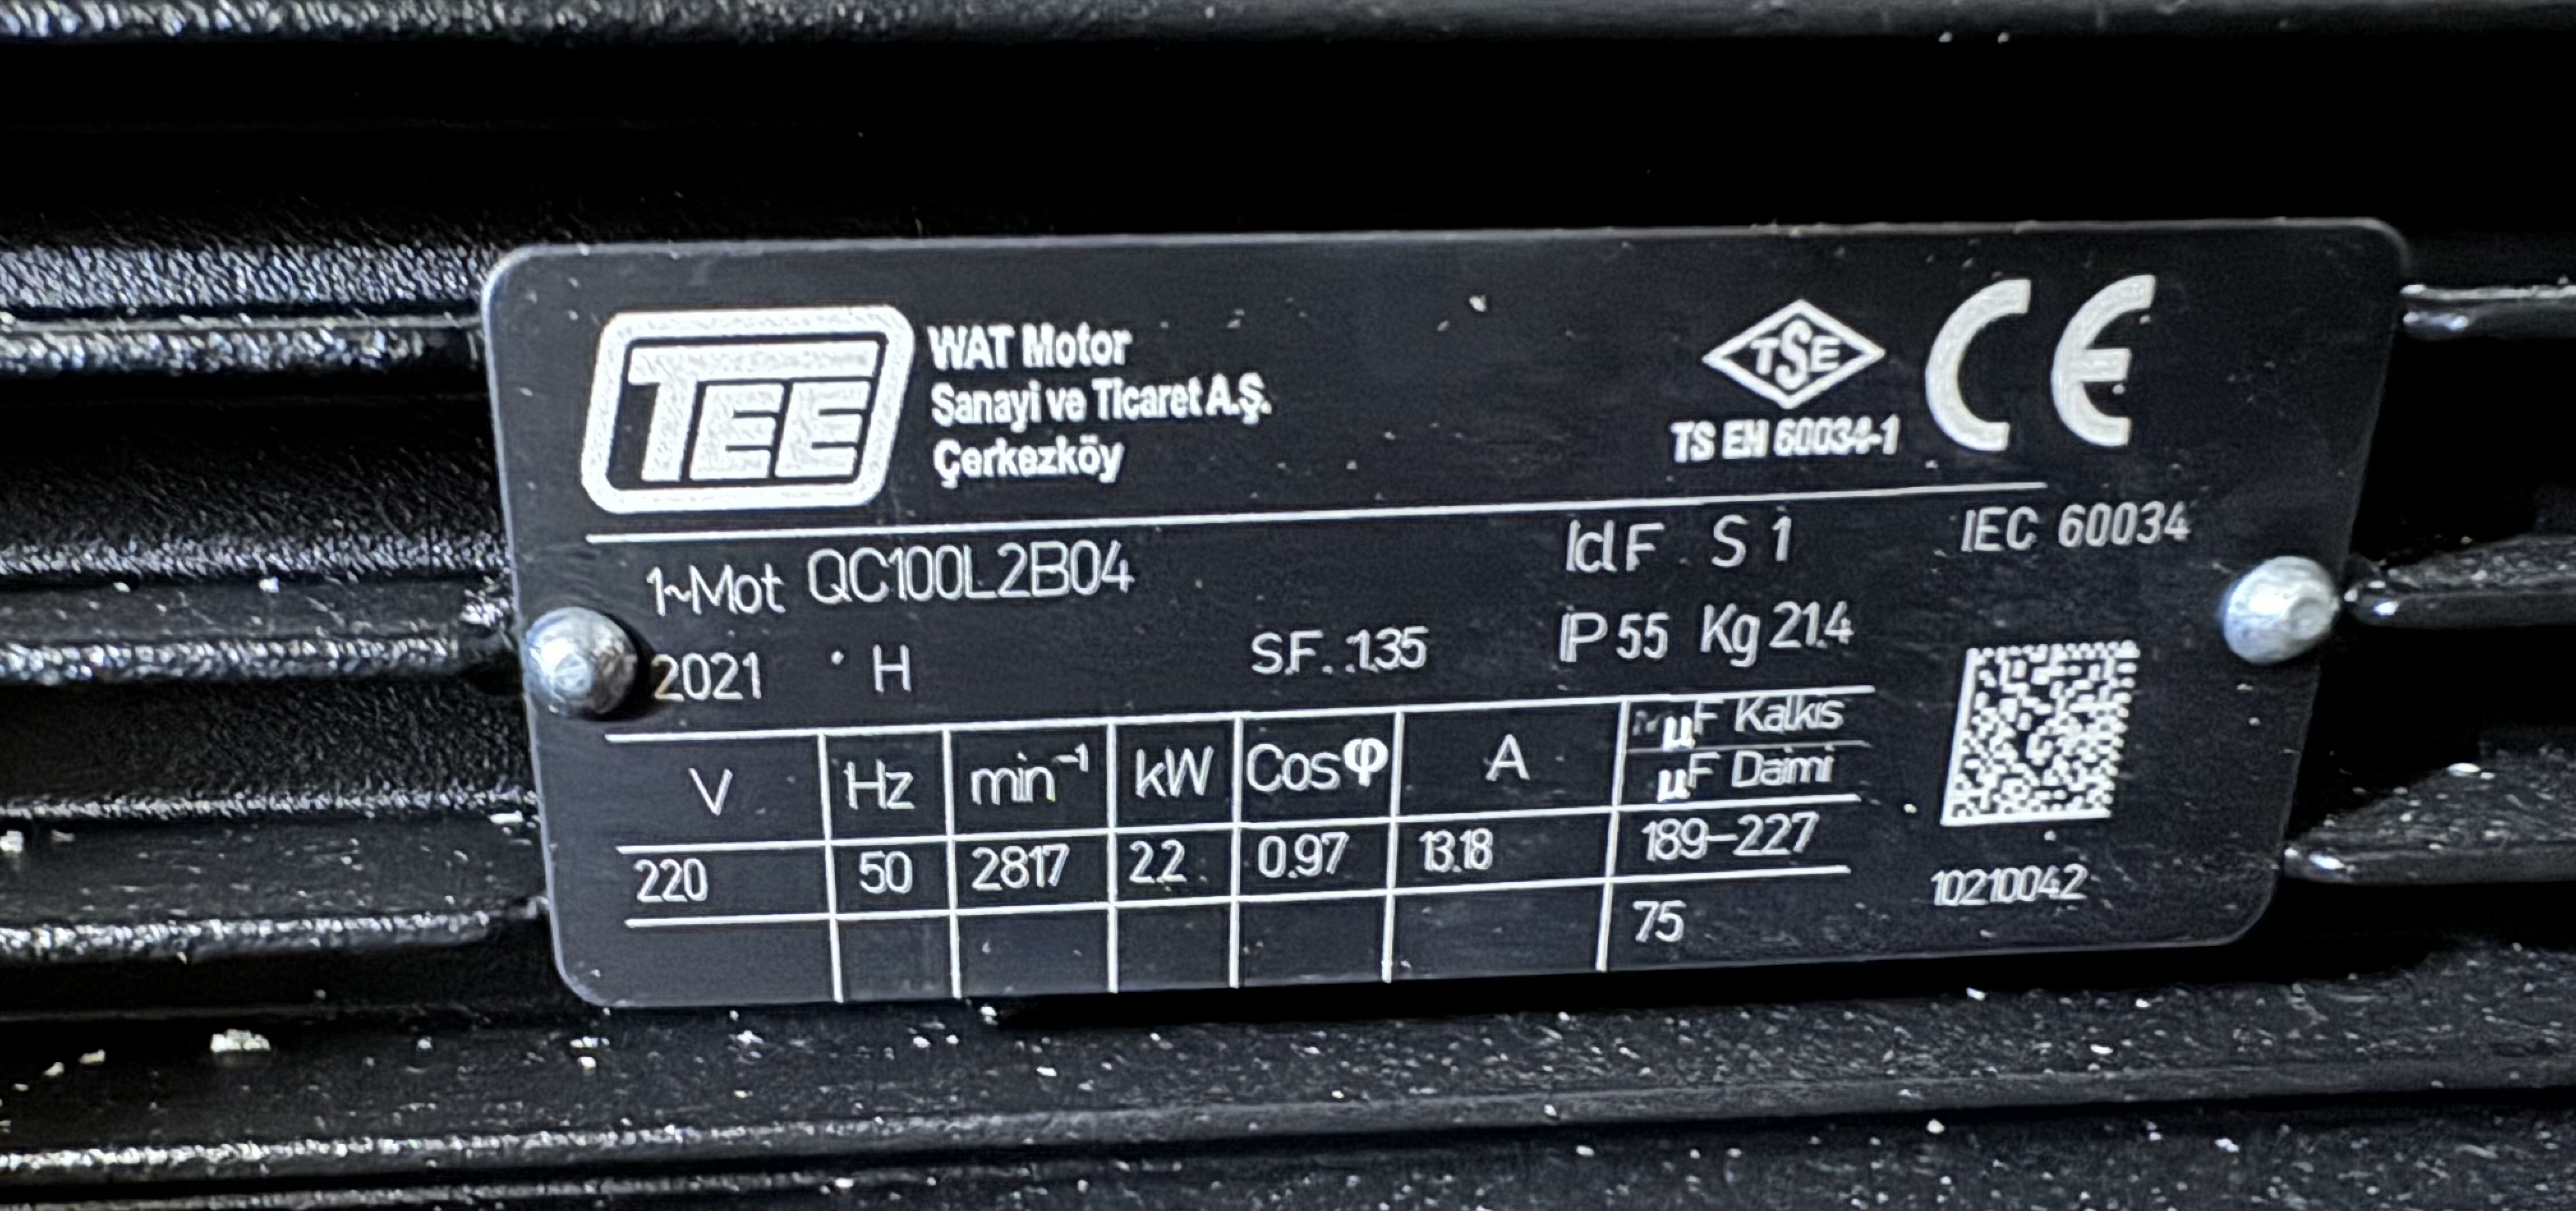 TEE
WAT Motor
Sanayi ve Ticaret A.Ş.
Çerkezköy
TSE
TS EN 60034-1
CE
1~Mot QC100L2B04
Icl F S 1
IEC 60034
2021 H
S.F. 1.35
IP 55 Kg 21.4
V Hz min⁻¹ kW Cosφ A
µF Kalkis
µF Daimi
220 50 2817 2.2 0.97 13.18 189-227
75
10210042